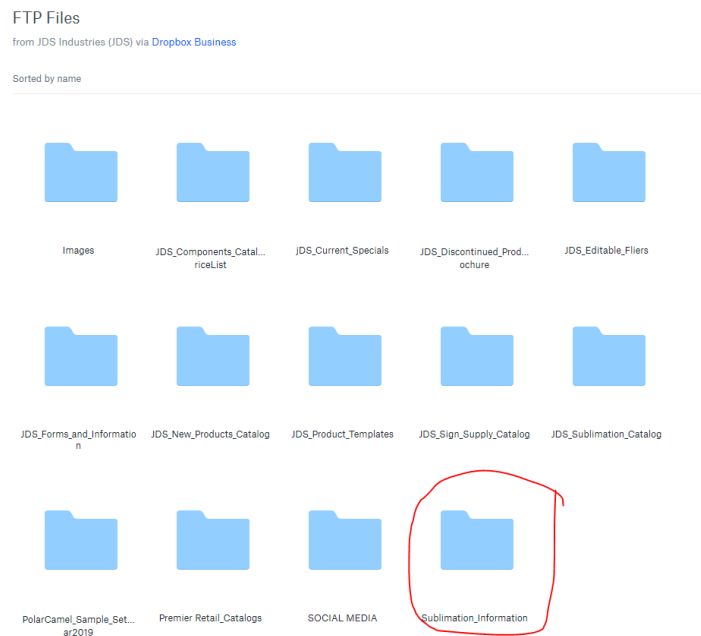 FTP Files
from JDS Industries (JDS) via Dropbox Business
Sorted by name
Images
JDS_Components_Catal...
riceList
jDS_Current_Specials
JDS_Discontinued_Prod...
ochure
JDS_Editable_Fliers
JDS_Forms_and_Informatio
n
JDS_New_Products_Catalog
JDS_Product_Templates
JDS_Sign_Supply_Catalog
JDS_Sublimation_Catalog
PolarCamel_Sample_Set...
ar2019
Premier Retail_Catalogs
SOCIAL MEDIA
Sublimation_Information